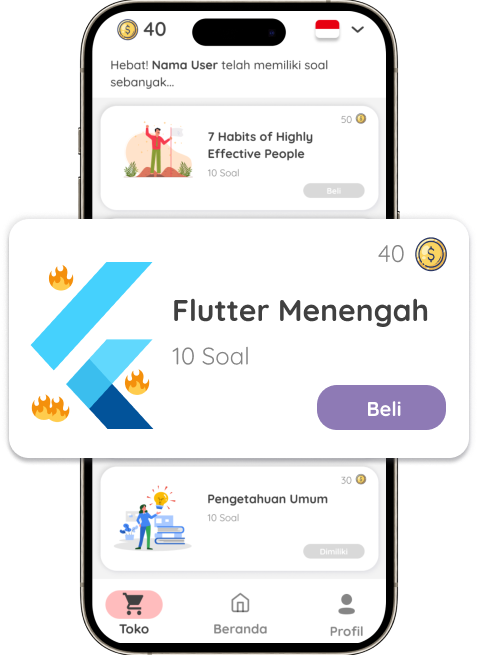 40
Hebat! Nama User telah memiliki soal
sebanyak...
50
7 Habits of Highly
Effective People
10 Soal
Beli
40
Flutter Menengah
10 Soal
Beli
30
Pengetahuan Umum
10 Soal
Dimiliki
Toko
Beranda
Profil